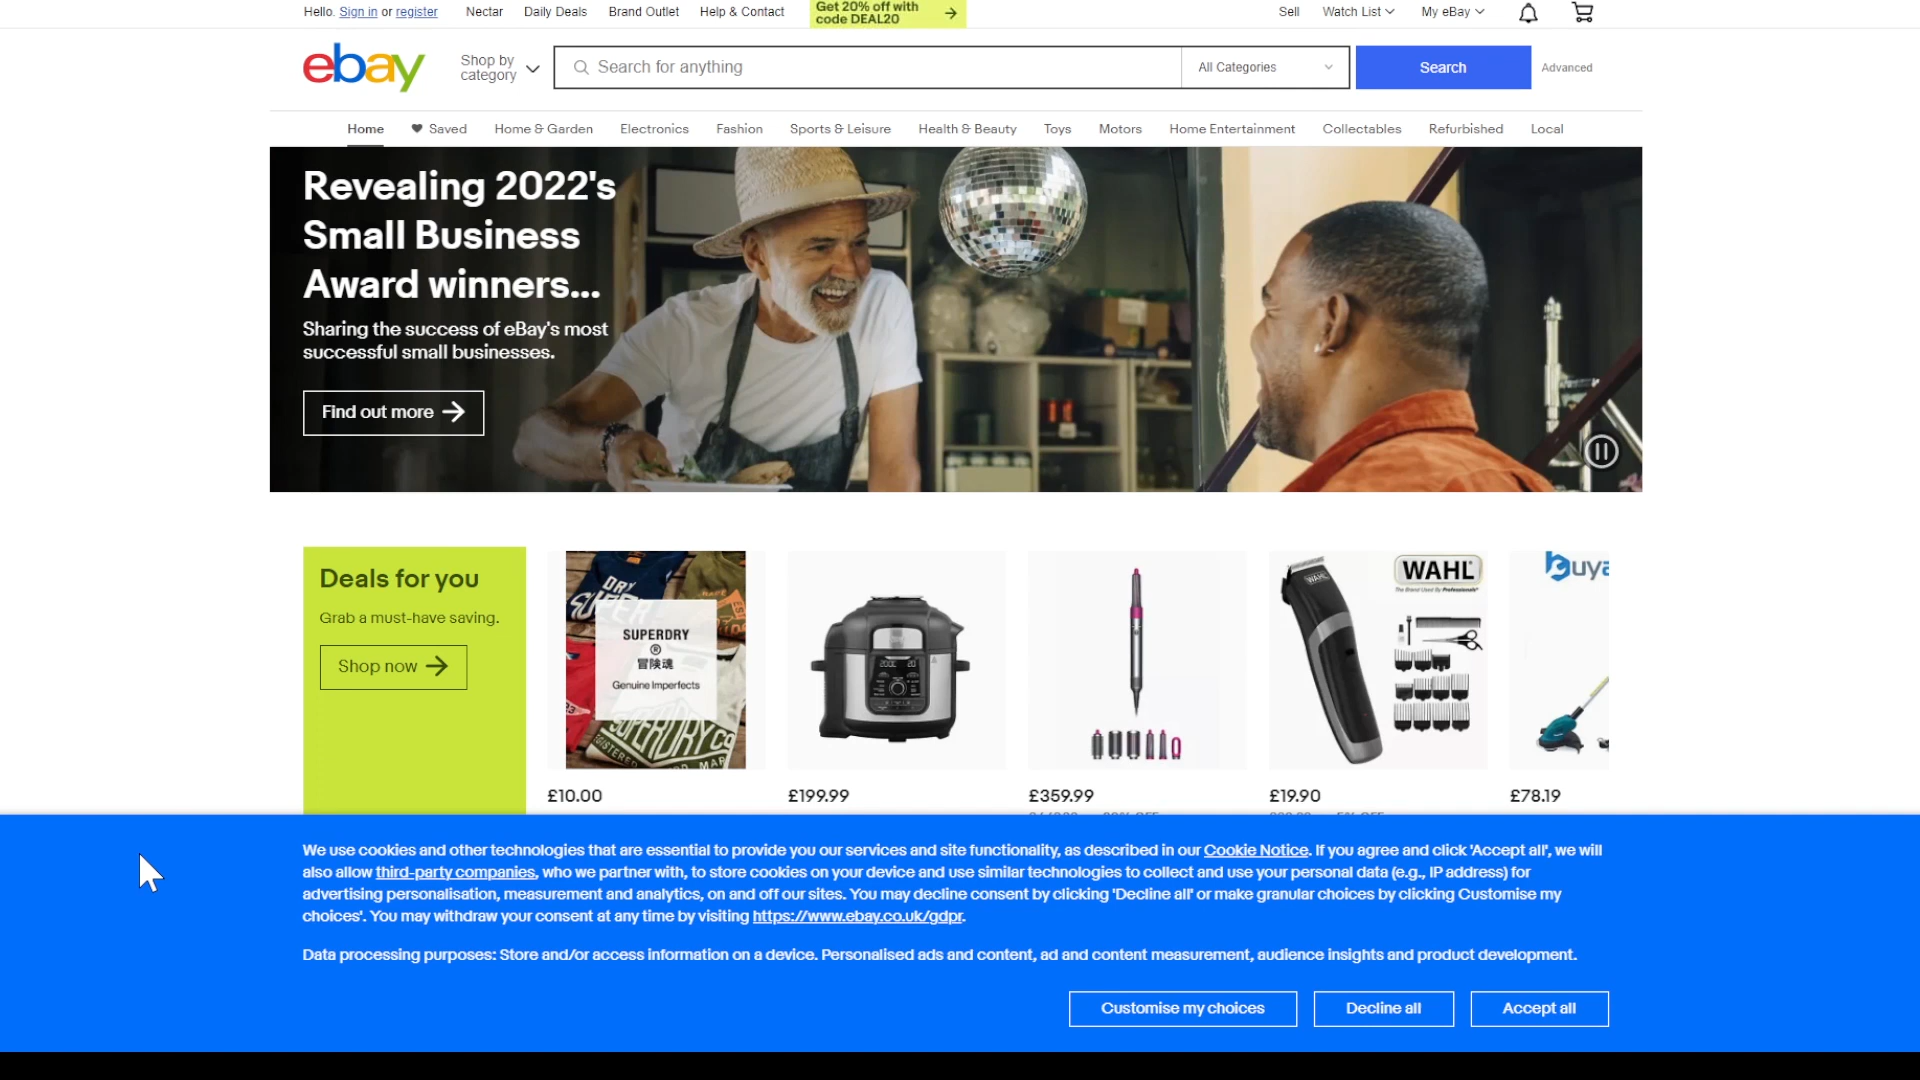 Hello. Sign in or register
Nectar
Daily Deals
Brand Outlet
Help & Contact
Get 20% off with
code DEAL20
Sell
Watch List
My eBay
ebay
Shop by
category
Search for anything
All Categories
Search
Advanced
Home
Saved
Home & Garden
Electronics
Fashion
Sports & Leisure
Health & Beauty
Toys
Motors
Home Entertainment
Collectables
Refurbished
Local
Revealing 2022's
Small Business
Award winners...
Sharing the success of eBay's most
successful small businesses.
Find out more
Deals for you
Grab a must-have saving.
Shop now
DRY
SUPERDRY
®
冒険魂
Genuine Imperfects
SUPERDRY CO
WAHL
The Brand Used By Professionals
£10.00
£199.99
£359.99
£19.90
£78.19
We use cookies and other technologies that are essential to provide you our services and site functionality, as described in our Cookie Notice. If you agree and click 'Accept all', we will
also allow third-party companies, who we partner with, to store cookies on your device and use similar technologies to collect and use your personal data (e.g., IP address) for
advertising personalisation, measurement and analytics, on and off our sites. You may decline consent by clicking 'Decline all' or make granular choices by clicking Customise my
choices'. You may withdraw your consent at any time by visiting https://www.ebay.co.uk/gdpr.
Data processing purposes: Store and/or access information on a device. Personalised ads and content, ad and content measurement, audience insights and product development.
Customise my choices
Decline all
Accept all